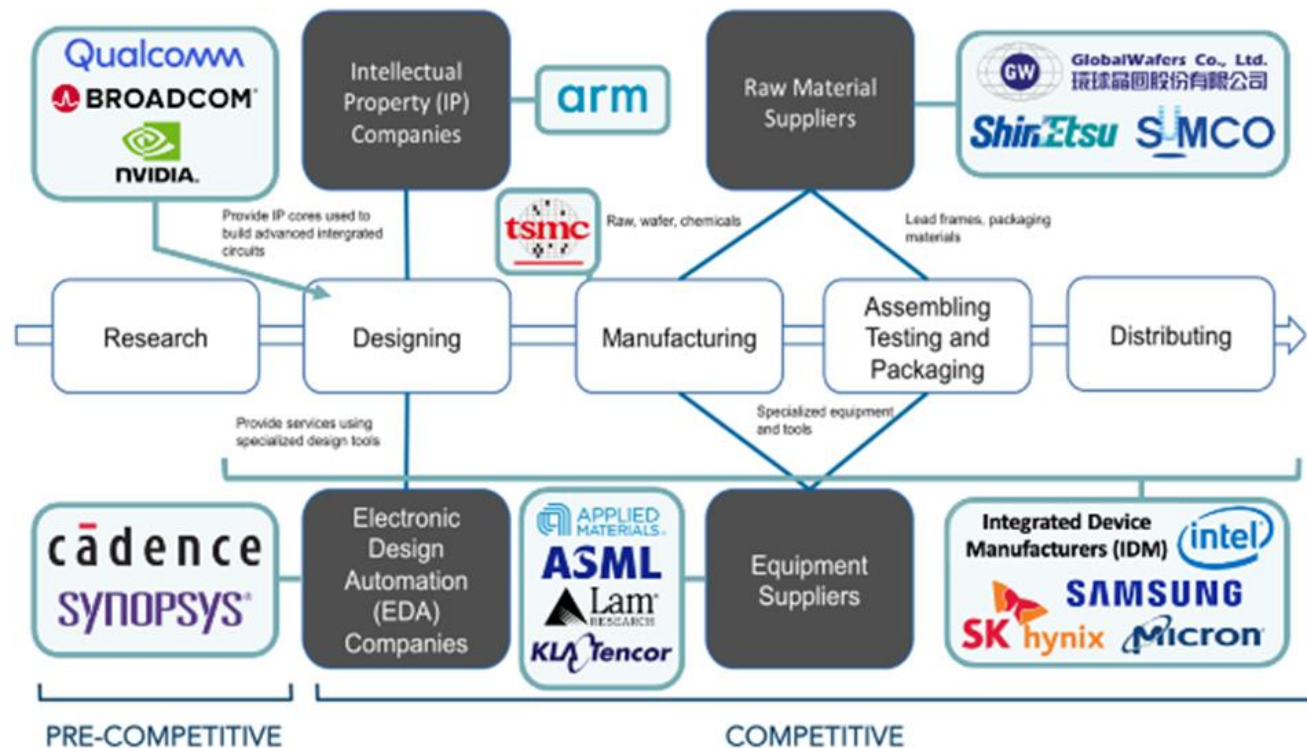 Qualcomm
BROADCOM
NVIDIA.
Intellectual
Property (IP)
Companies
arm
Raw Material
Suppliers
GW
GlobalWafers Co., Ltd.
環球晶圓股份有限公司
ShinEtsu
SUMCO
Provide IP cores used to
build advanced intergrated
circuits
tsmc
Raw, wafer, chemicals
Lead frames, packaging
materials
Research
Designing
Manufacturing
Assembling
Testing and
Packaging
Distributing
Provide services using
specialized design tools
Specialized equipment
and tools
cādence
SYNOPSYS®
Electronic
Design
Automation
(EDA)
Companies
APPLIED
MATERIALS®
ASML
Lam®
RESEARCH
KLA Tencor
Equipment
Suppliers
Integrated Device
Manufacturers (IDM)
intel
SAMSUNG
SK hynix
Micron
PRE-COMPETITIVE
COMPETITIVE